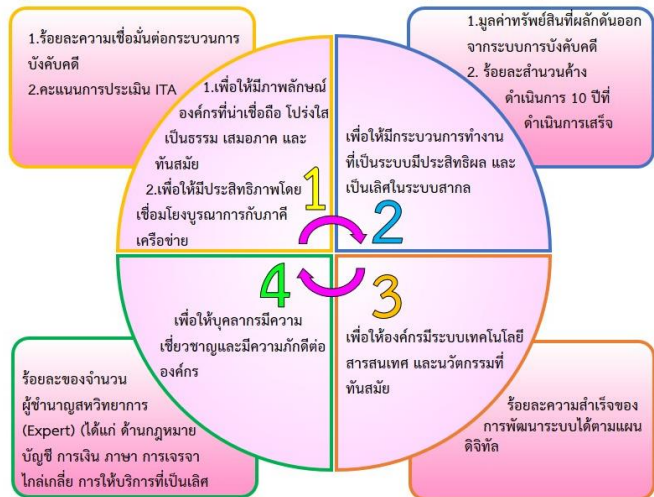 1.ร้อยละความเชื่อมั่นต่อกระบวนการ
บังคับคดี
2.คะแนนการประเมิน ITA
1.เพื่อให้มีภาพลักษณ์
องค์กรที่น่าเชื่อถือ โปร่งใส
เป็นธรรม เสมอภาค และ
ทันสมัย
2.เพื่อให้มีประสิทธิภาพโดย
เชื่อมโยงบูรณาการกับภาคี
เครือข่าย
1
1.มูลค่าทรัพย์สินที่ผลักดันออก
จากระบบการบังคับคดี
2. ร้อยละสำนวนค้าง
ดำเนินการ 10 ปีที่
ดำเนินการเสร็จ
เพื่อให้มีกระบวนการทำงาน
ที่เป็นระบบมีประสิทธิผล และ
เป็นเลิศในระบบสากล
2
3
เพื่อให้องค์กรมีระบบเทคโนโลยี
สารสนเทศ และนวัตกรรมที่
ทันสมัย
ร้อยละความสำเร็จของ
การพัฒนาระบบได้ตามแผน
ดิจิทัล
4
เพื่อให้บุคลากรมีความ
เชี่ยวชาญและมีความภักดีต่อ
องค์กร
ร้อยละของจำนวน
ผู้ชำนาญสหวิทยาการ
(Expert) (ได้แก่ ด้านกฎหมาย
บัญชี การเงิน ภาษา การเจรจา
ไกล่เกลี่ย การให้บริการที่เป็นเลิศ